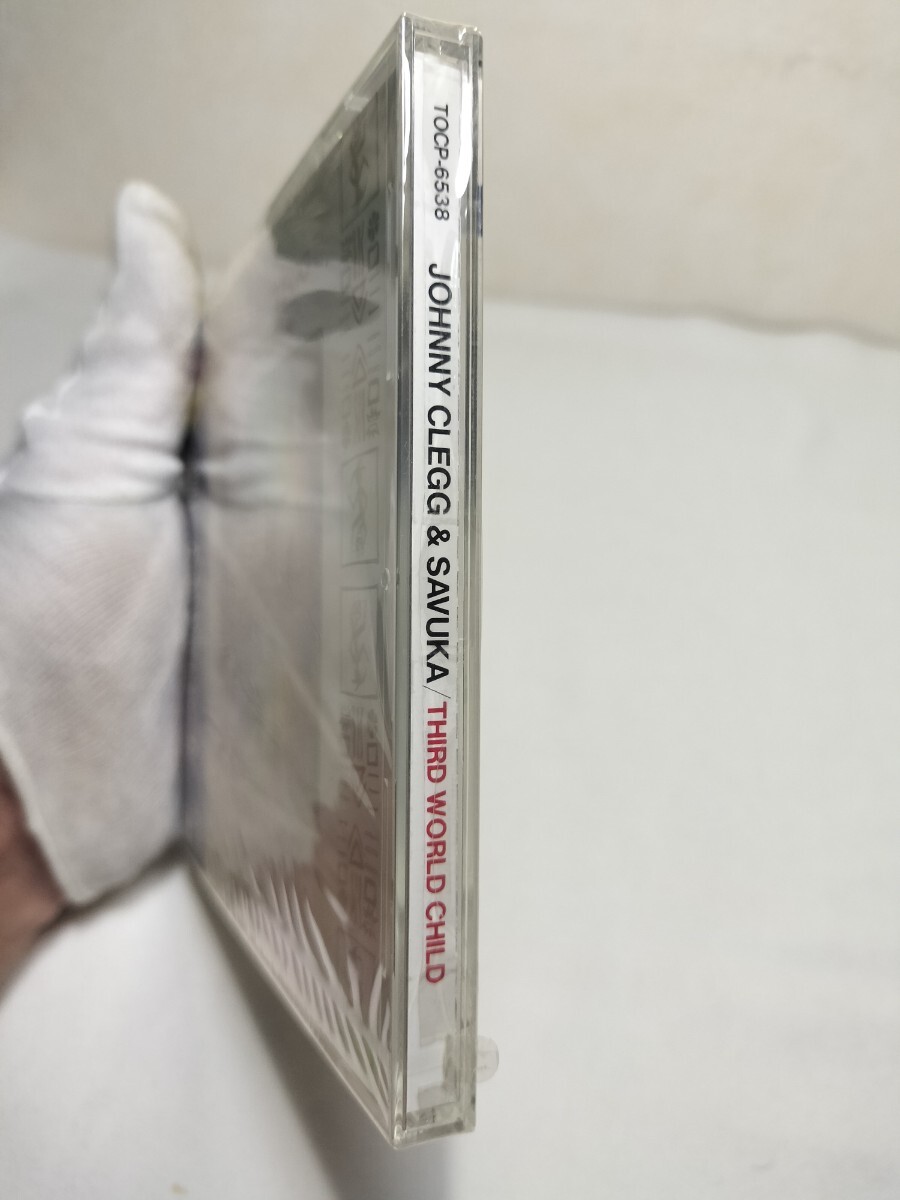 TOCP-6538 JOHNNY CLEGG & SAVUKA/THIRD WORLD CHILD